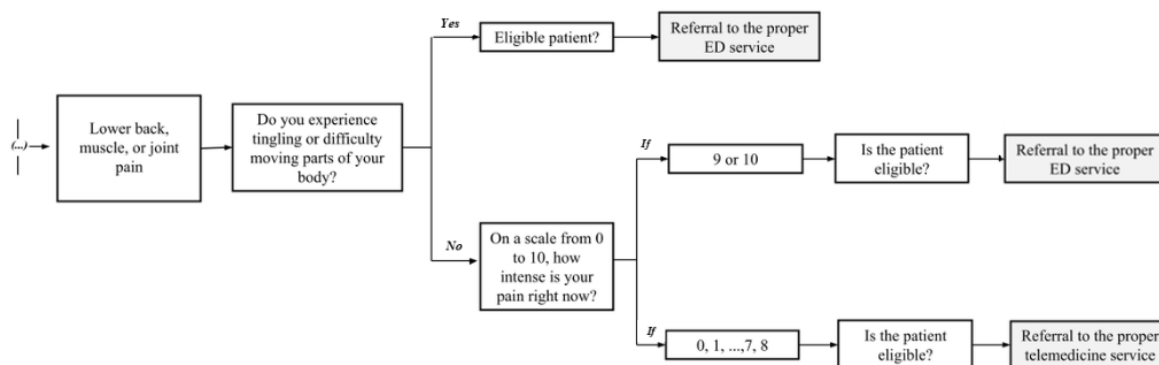 Yes
Eligible patient?
Referral to the proper
ED service
(...)
Lower back,
muscle, or joint
pain
Do you experience
tingling or difficulty
moving parts of your
body?
If
9 or 10
Is the patient
eligible?
Referral to the proper
ED service
No
On a scale from 0
to 10, how
intense is your
pain right now?
If
0, 1, ...,7, 8
Is the patient
eligible?
Referral to the proper
telemedicine service